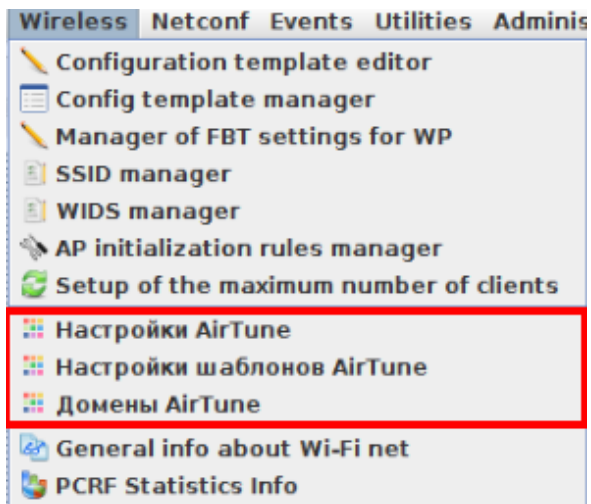 Wireless Netconf Events Utilities Adminis
Configuration template editor
Config template manager
Manager of FBT settings for WP
SSID manager
WIDS manager
AP initialization rules manager
Setup of the maximum number of clients
Настройки AirTune
Настройки шаблонов AirTune
Домены AirTune
General info about Wi-Fi net
PCRF Statistics Info